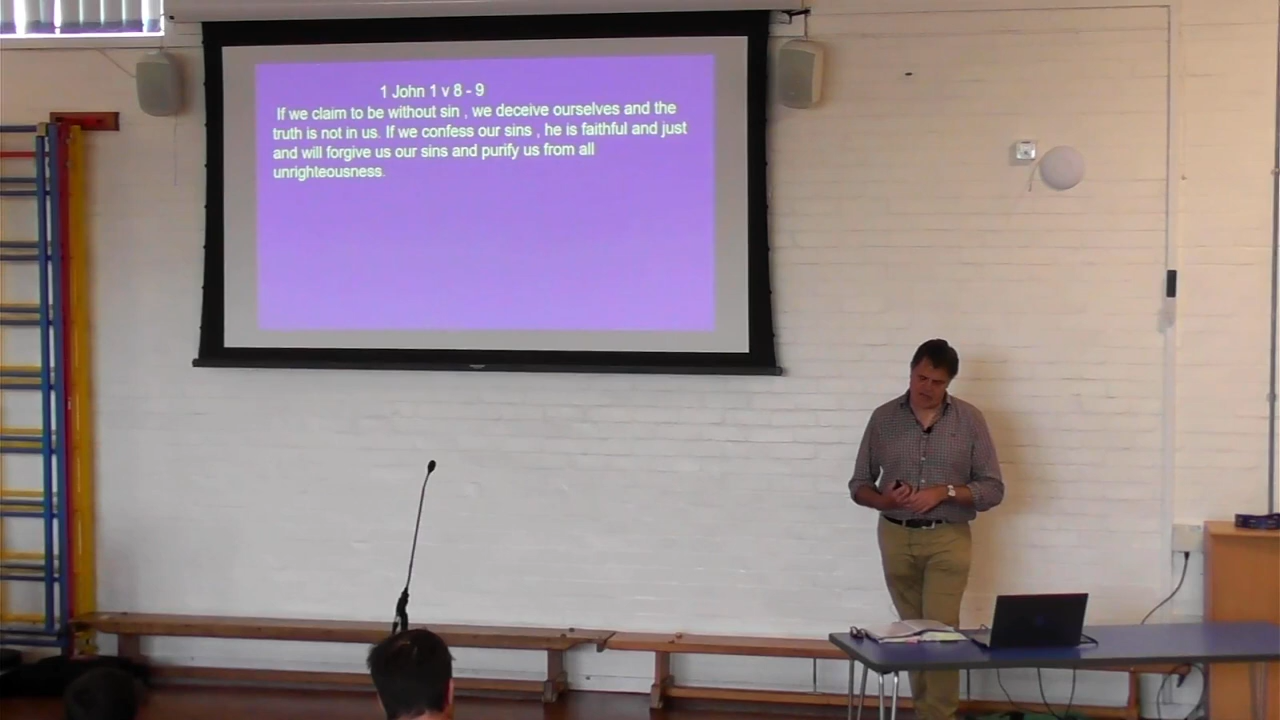 1 John 1 v 8 - 9
If we claim to be without sin , we deceive ourselves and the
truth is not in us. If we confess our sins , he is faithful and just
and will forgive us our sins and purify us from all
unrighteousness.